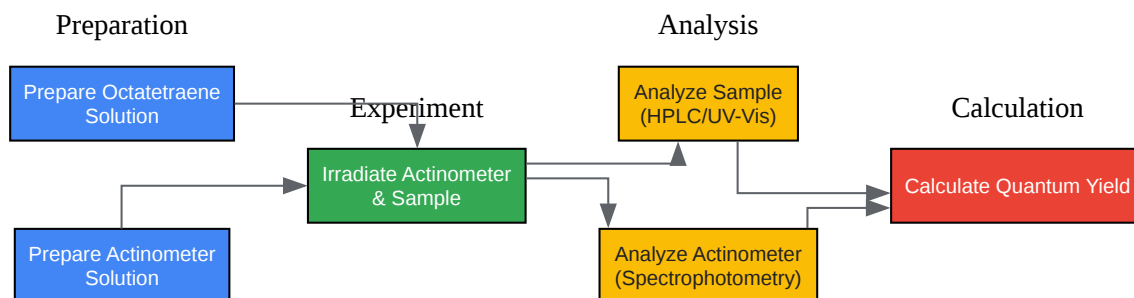 Preparation
Prepare Octatetraene
Solution
Prepare Actinometer
Solution
Experiment
Irradiate Actinometer
& Sample
Analysis
Analyze Sample
(HPLC/UV-Vis)
Analyze Actinometer
(Spectrophotometry)
Calculation
Calculate Quantum Yield